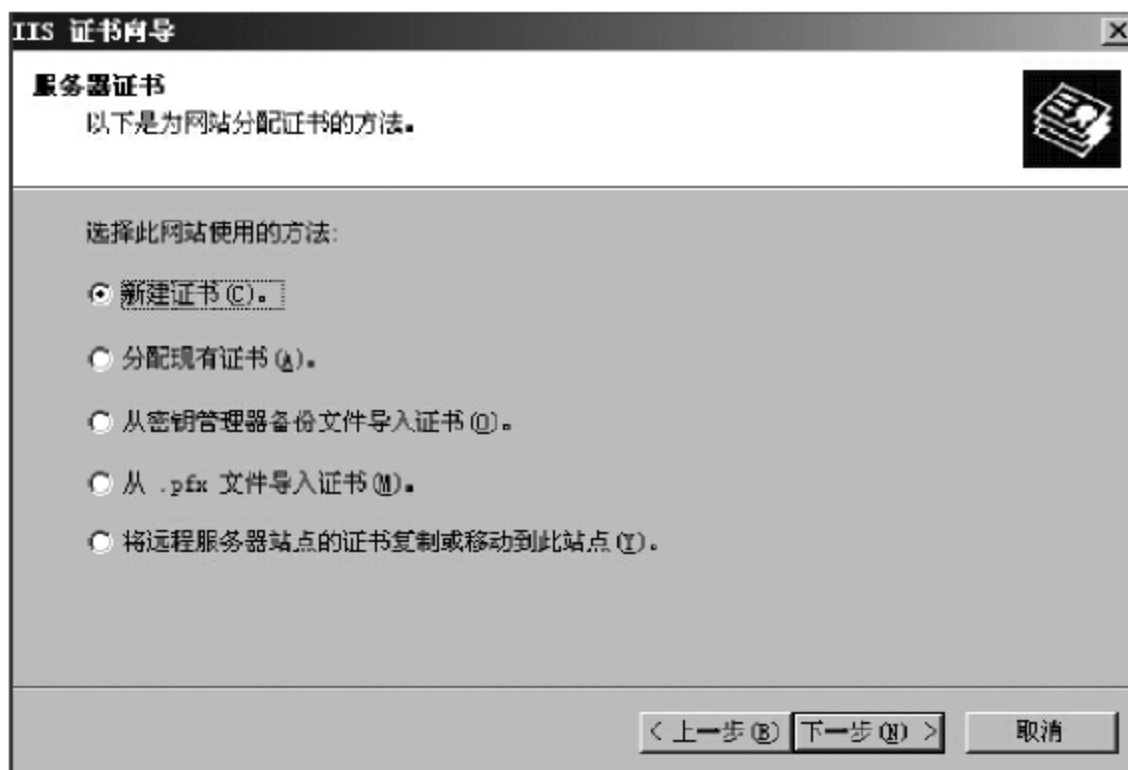 IIS 证书向导
服务器证书
以下是为网站分配证书的方法。
选择此网站使用的方法:
新建证书(C)。
分配现有证书(A)。
从密钥管理器备份文件导入证书(O)。
从 .pfx 文件导入证书(M)。
将远程服务器站点的证书复制或移动到此站点(Y)。
< 上一步(B) 下一步(N) > 取消